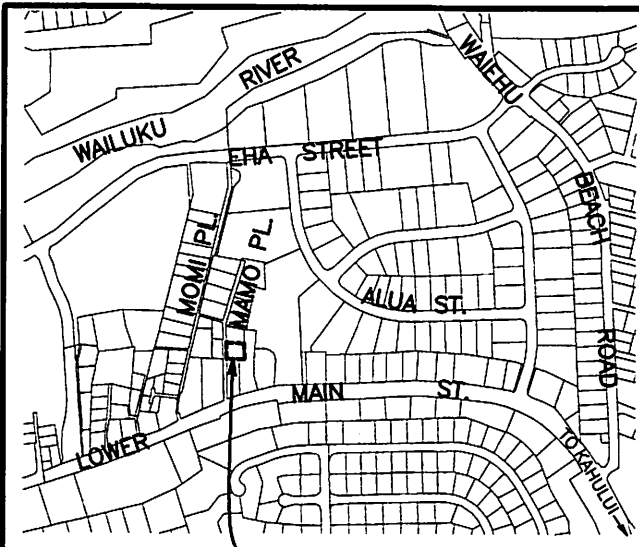 WAILUKU RIVER
WAIEHU BEACH ROAD
EHA STREET
MOMI PL.
MAMO PL.
ALUA ST.
LOWER MAIN ST.
TO KAHULUI